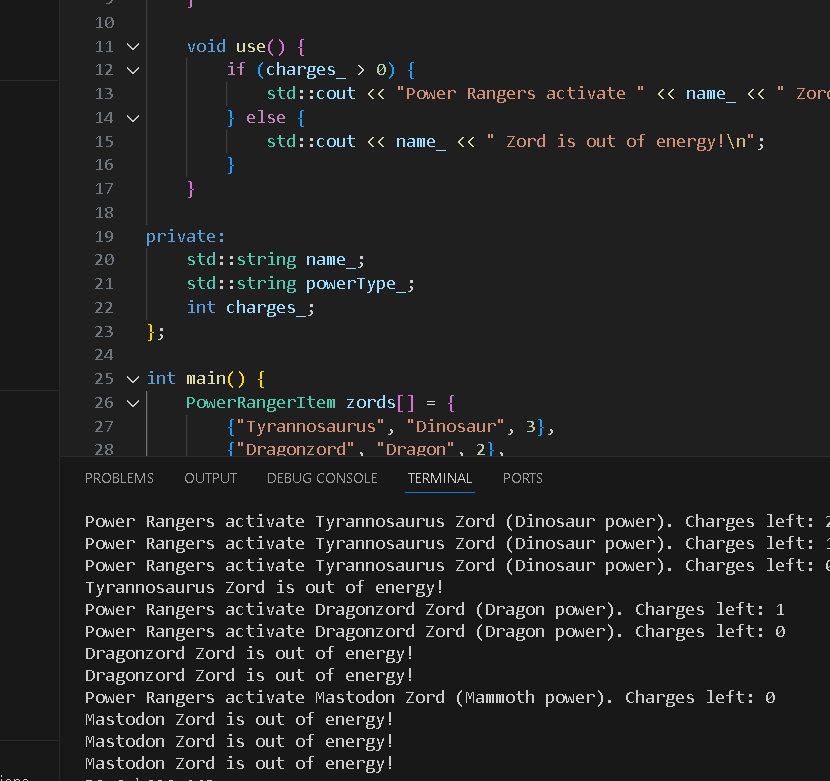 10
11 void use() {
12 if (charges_ > 0) {
13 std::cout << "Power Rangers activate " << name_ << " Zord
14 } else {
15 std::cout << name_ << " Zord is out of energy!\n";
16 }
17 }
18
19 private:
20 std::string name_;
21 std::string powerType_;
22 int charges_;
23 };
24
25 int main() {
26 PowerRangerItem zords[] = {
27 {"Tyrannosaurus", "Dinosaur", 3},
28 {"Dragonzord", "Dragon", 2},
PROBLEMS OUTPUT DEBUG CONSOLE TERMINAL PORTS
Power Rangers activate Tyrannosaurus Zord (Dinosaur power). Charges left: 2
Power Rangers activate Tyrannosaurus Zord (Dinosaur power). Charges left: 1
Power Rangers activate Tyrannosaurus Zord (Dinosaur power). Charges left: 0
Tyrannosaurus Zord is out of energy!
Power Rangers activate Dragonzord Zord (Dragon power). Charges left: 1
Power Rangers activate Dragonzord Zord (Dragon power). Charges left: 0
Dragonzord Zord is out of energy!
Dragonzord Zord is out of energy!
Power Rangers activate Mastodon Zord (Mammoth power). Charges left: 0
Mastodon Zord is out of energy!
Mastodon Zord is out of energy!
Mastodon Zord is out of energy!